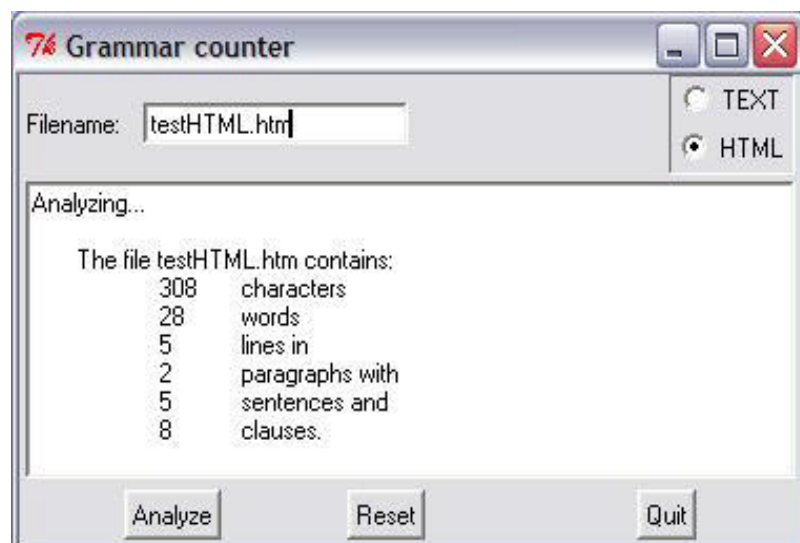 Grammar counter
Filename: testHTML.htm
TEXT
HTML
Analyzing...
The file testHTML.htm contains:
308 characters
28 words
5 lines in
2 paragraphs with
5 sentences and
8 clauses.
Analyze Reset Quit